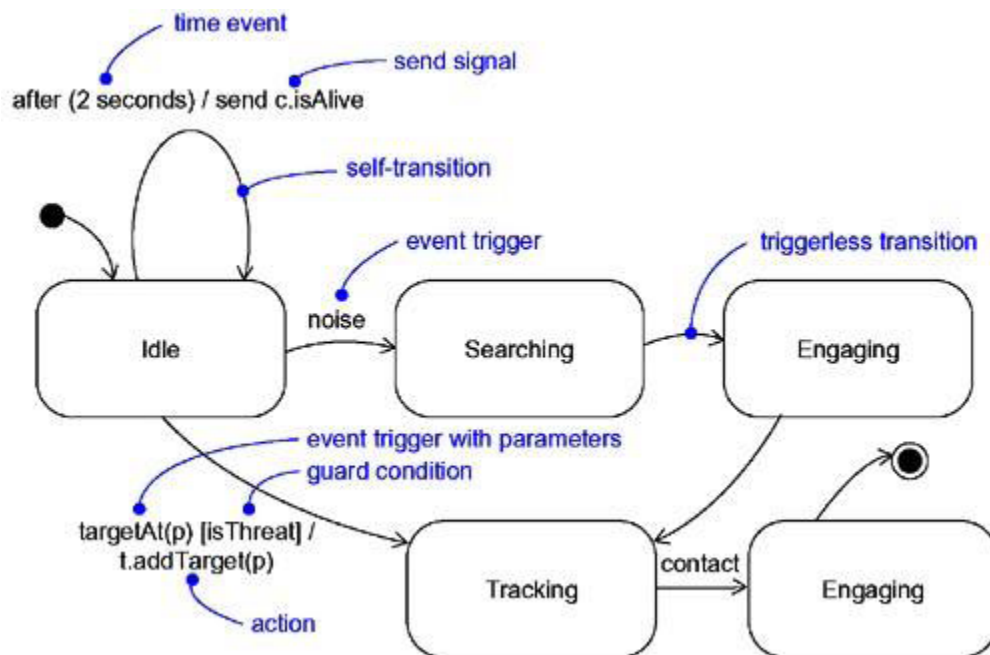 time event
send signal
after (2 seconds) / send c.isAlive
self-transition
event trigger
triggerless transition
noise
Idle
Searching
Engaging
event trigger with parameters
guard condition
targetAt(p) [isThreat] /
t.addTarget(p)
contact
Tracking
Engaging
action